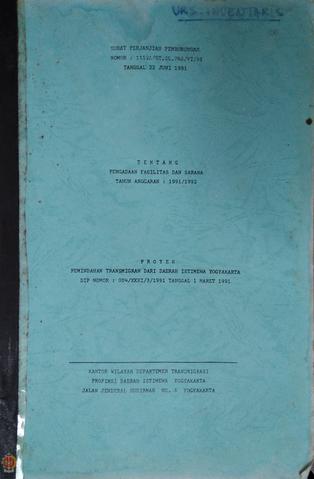 URS. INVENTARIS
SURAT PERJANJIAN PEMBORONGAN
TANGGAL 22 JUNI 1991
T E N T A N G
PENGADAAN FASILITAS DAN SARANA
TAHUN ANGGARAN : 1991/1992
P R O Y E K
PEMINDAHAN TRANSMIGRAN DARI DAERAH ISTIMEWA YOGYAKARTA
DIP NOMOR : 004/XXXI/3/1991 TANGGAL 1 MARET 1991
KANTOR WILAYAH DEPARTEMEN TRANSMIGRASI
PROPINSI DAERAH ISTIMEWA YOGYAKARTA
JALAN JENDERAL SUDIRMAN NO. 6 YOGYAKARTA